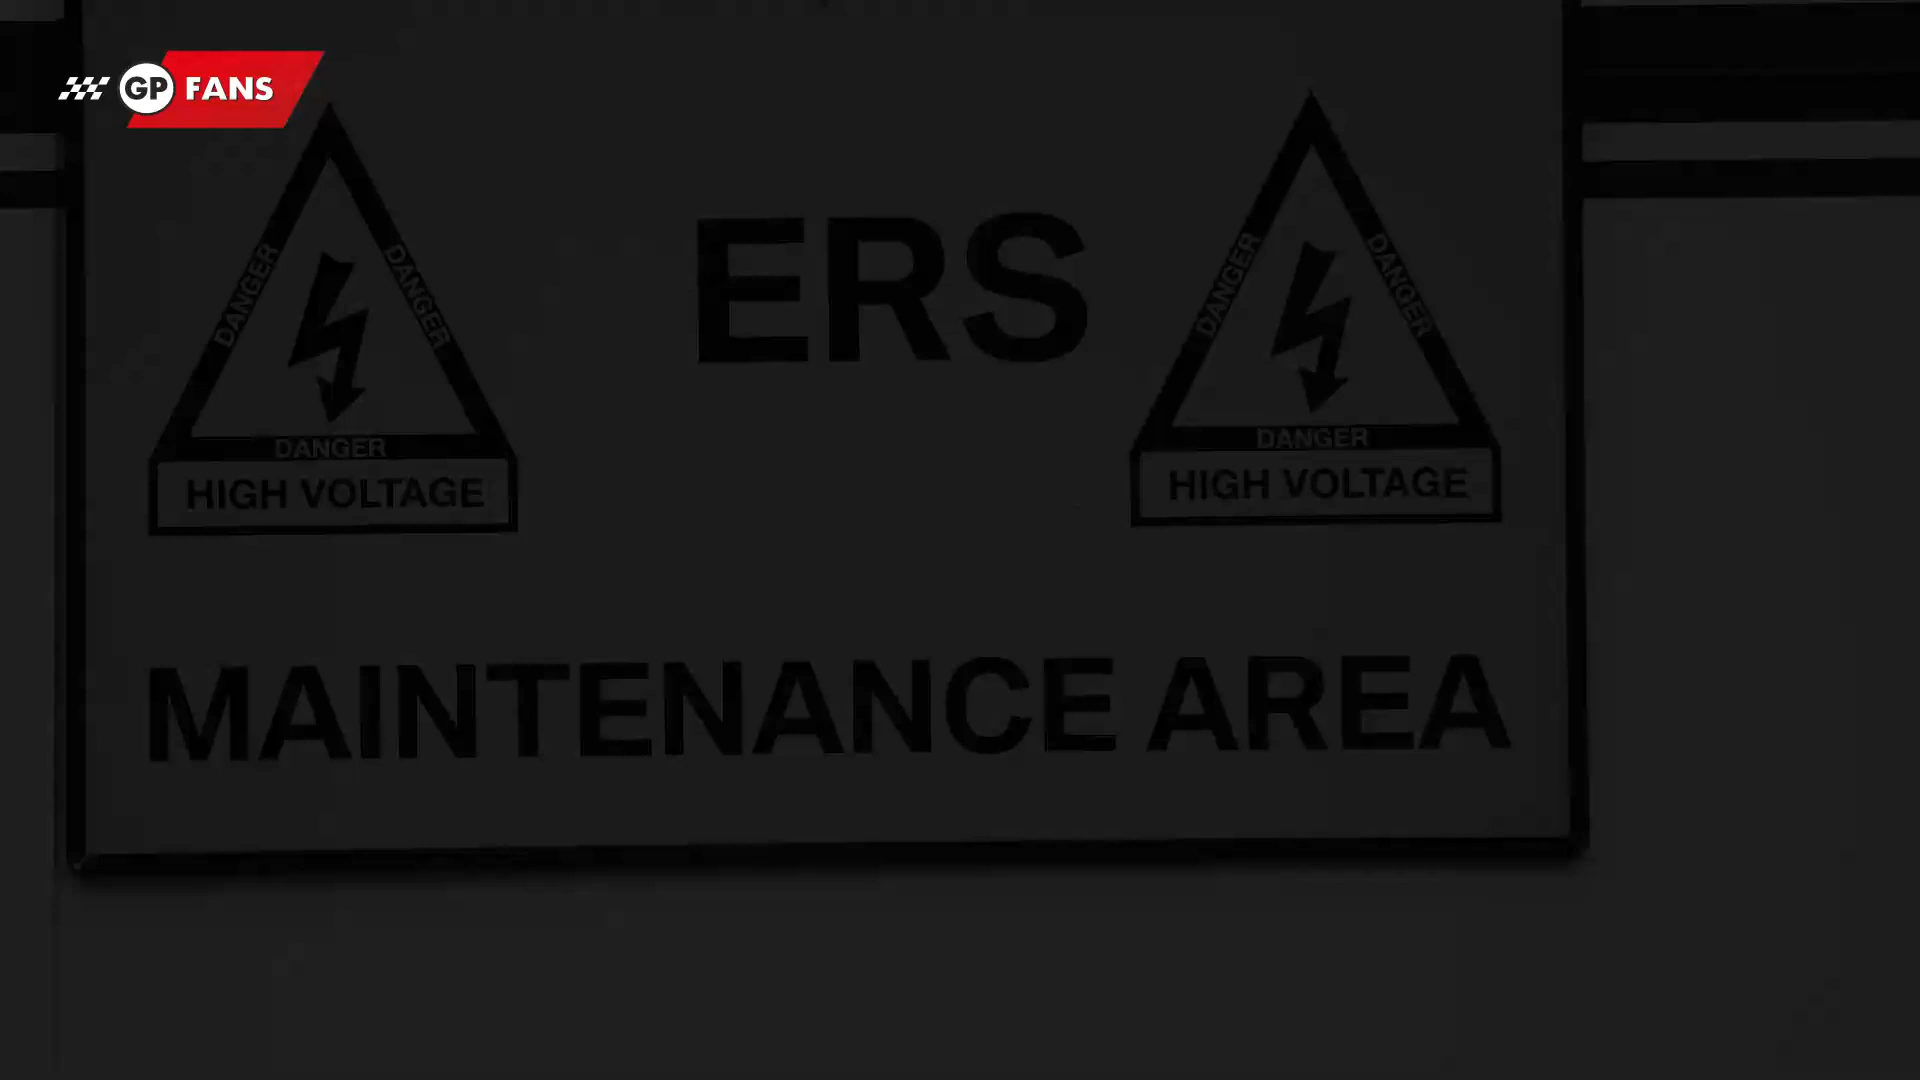 GP FANS
ERS
DANGER DANGER
DANGER
HIGH VOLTAGE
DANGER DANGER
DANGER
HIGH VOLTAGE
MAINTENANCE AREA